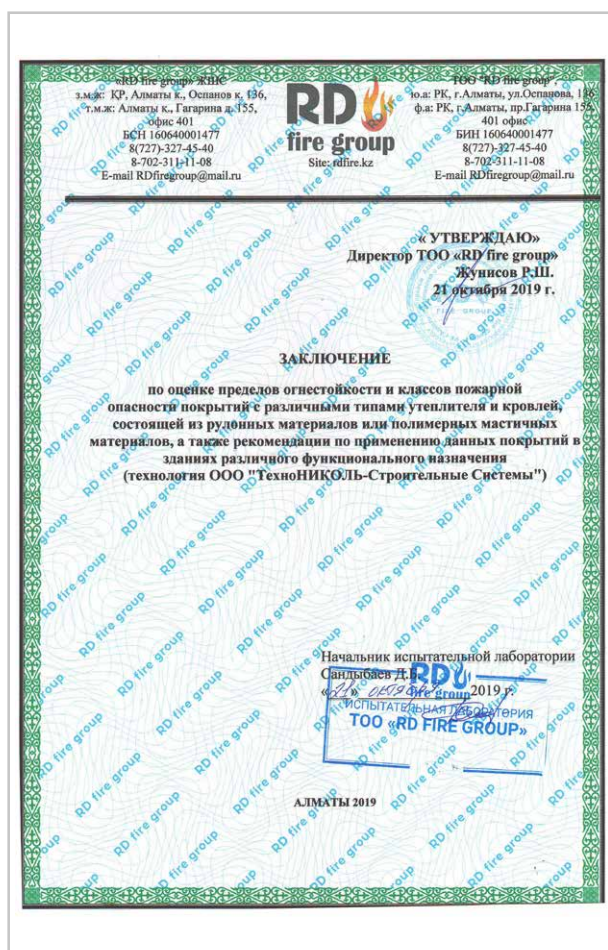 «RD fire group» ЖШС
з.м.ж: ҚР, Алматы к., Оспанов к. 136,
т.м.ж: Алматы к., Гагарина д. 155,
офис 401
БСН 160640001477
8(727)-327-45-40
8-702-311-11-08
E-mail RDfiregroup@mail.ru
RD
fire group
Site: rdfire.kz
ТОО "RD fire group",
ю.а: РК, г.Алматы, ул.Оспанова, 136
ф.а: РК, г.Алматы, пр.Гагарина 155,
401 офис
БИН 160640001477
8(727)-327-45-40
8-702-311-11-08
E-mail RDfiregroup@mail.ru
« УТВЕРЖДАЮ»
Директор ТОО «RD fire group»
Жунисов Р.Ш.
21 октября 2019 г.
ЗАКЛЮЧЕНИЕ
по оценке пределов огнестойкости и классов пожарной
опасности покрытий с различными типами утеплителя и кровлей,
состоящей из рулонных материалов или полимерных мастичных
материалов, а также рекомендации по применению данных покрытий в
зданиях различного функционального назначения
(технология ООО "ТехноНИКОЛЬ-Строительные Системы")
Начальник испытательной лаборатории
Сандыбаев Д.Б.
«21» октября 2019 г.
RD
fire group
ИСПЫТАТЕЛЬНАЯ ЛАБОРАТОРИЯ
ТОО «RD FIRE GROUP»
АЛМАТЫ 2019